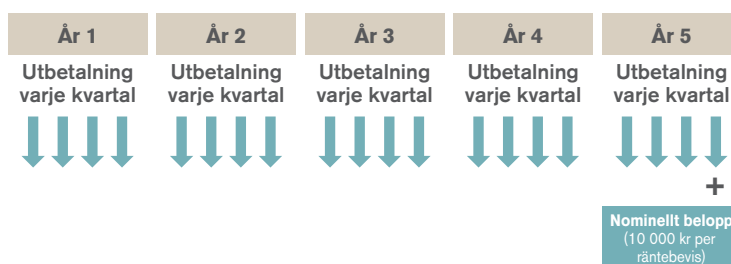 År 1
År 2
År 3
År 4
År 5
Utbetalning
varje kvartal
Utbetalning
varje kvartal
Utbetalning
varje kvartal
Utbetalning
varje kvartal
Utbetalning
varje kvartal
+
Nominellt belopp
(10 000 kr per
räntebevis)